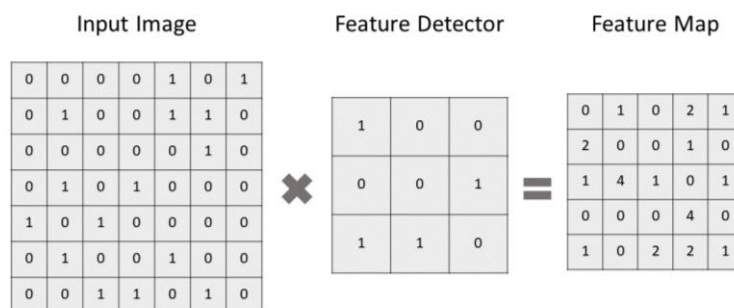 Input Image Feature Detector Feature Map
0 0 0 0 1 0 1
0 1 0 0 1 1 0
0 0 0 0 0 1 0
0 1 0 1 0 0 0
1 0 1 0 0 0 0
0 1 0 0 1 0 0
0 0 1 1 0 1 0
1 0 0
0 0 1
1 1 0
0 1 0 2 1
2 0 0 1 0
1 4 1 0 1
0 0 0 4 0
1 0 2 2 1